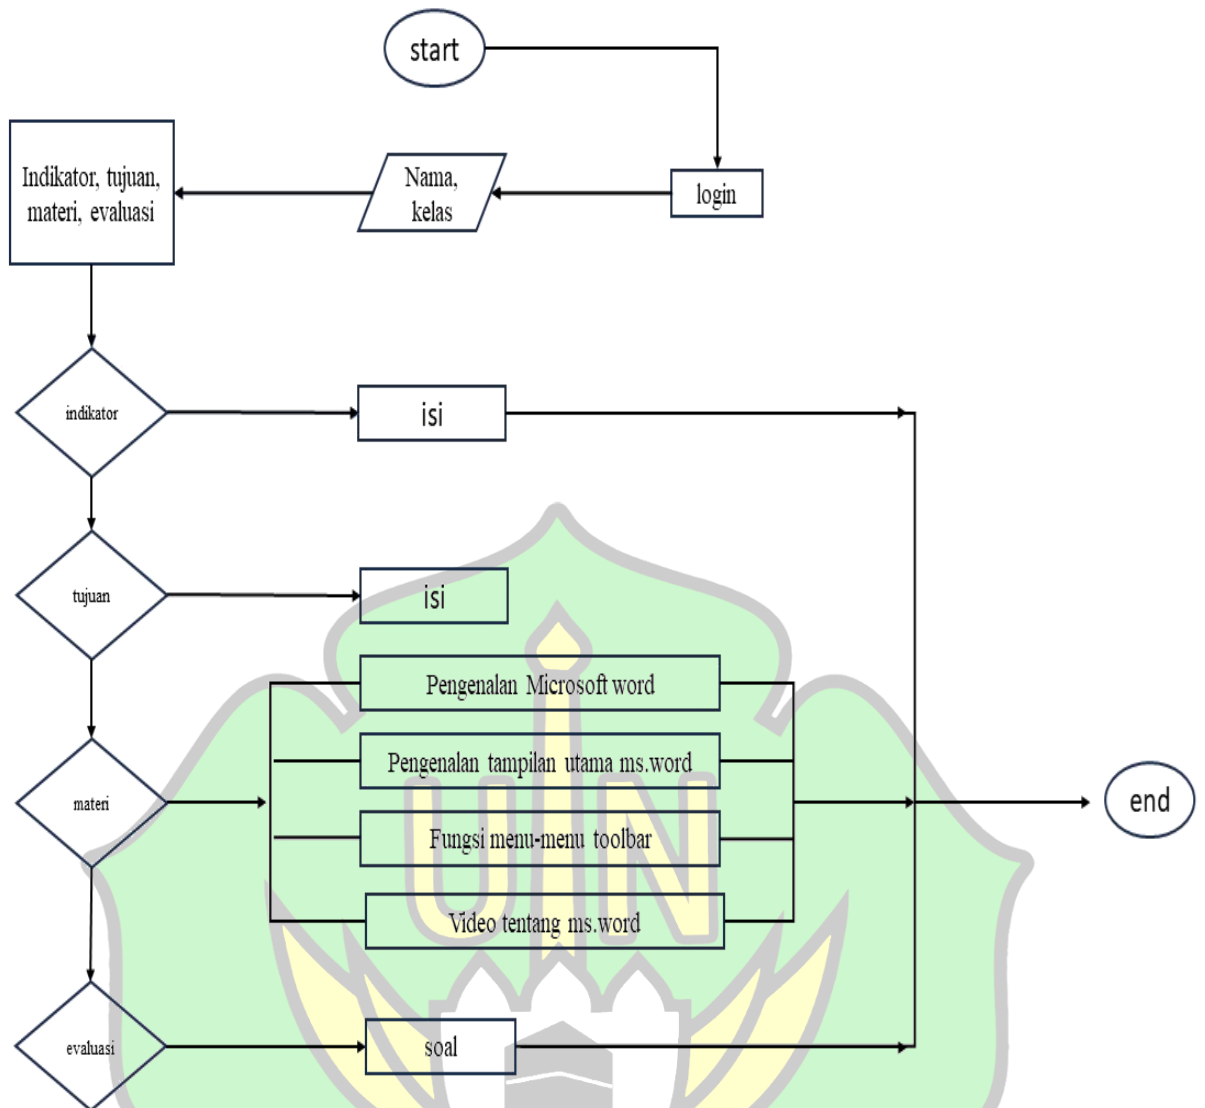 start
Indikator, tujuan,
materi, evaluasi
Nama,
kelas
login
indikator
isi
tujuan
isi
Pengenalan Microsoft word
Pengenalan tampilan utama ms.word
materi
Fungsi menu-menu toolbar
Video tentang ms.word
end
evaluasi
soal
UIN